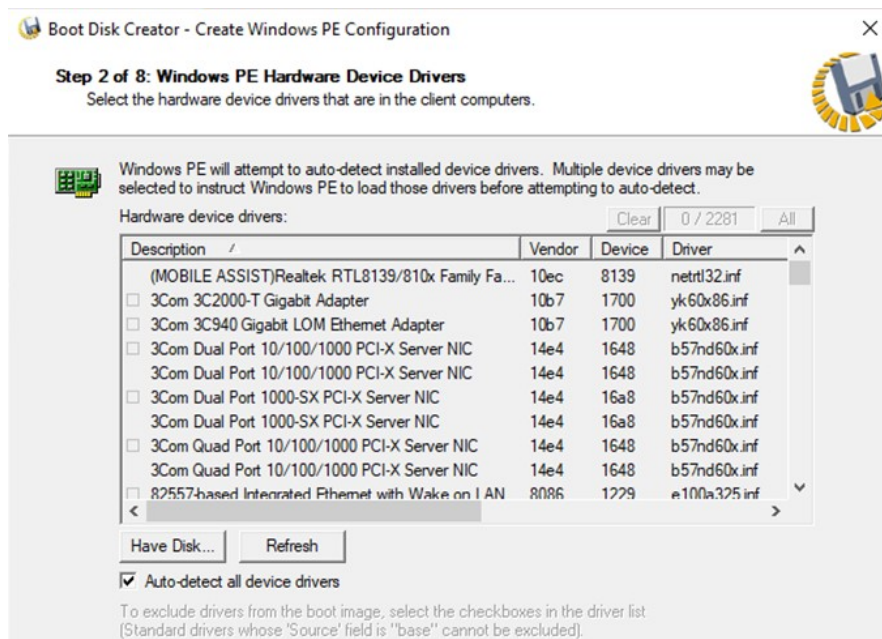 Boot Disk Creator - Create Windows PE Configuration
Step 2 of 8: Windows PE Hardware Device Drivers
Select the hardware device drivers that are in the client computers.
Windows PE will attempt to auto-detect installed device drivers. Multiple device drivers may be
selected to instruct Windows PE to load those drivers before attempting to auto-detect.
Hardware device drivers: Clear 0 / 2281 All
Description Vendor Device Driver
(MOBILE ASSIST)Realtek RTL8139/810x Family Fa... 10ec 8139 netrtl32.inf
3Com 3C2000-T Gigabit Adapter 10b7 1700 yk60x86.inf
3Com 3C940 Gigabit LOM Ethernet Adapter 10b7 1700 yk60x86.inf
3Com Dual Port 10/100/1000 PCI-X Server NIC 14e4 1648 b57nd60x.inf
3Com Dual Port 10/100/1000 PCI-X Server NIC 14e4 1648 b57nd60x.inf
3Com Dual Port 1000-SX PCI-X Server NIC 14e4 16a8 b57nd60x.inf
3Com Dual Port 1000-SX PCI-X Server NIC 14e4 16a8 b57nd60x.inf
3Com Quad Port 10/100/1000 PCI-X Server NIC 14e4 1648 b57nd60x.inf
3Com Quad Port 10/100/1000 PCI-X Server NIC 14e4 1648 b57nd60x.inf
82557-based Integrated Ethernet with Wake on LAN 8086 1229 e100a325.inf
Have Disk... Refresh
Auto-detect all device drivers
To exclude drivers from the boot image, select the checkboxes in the driver list
(Standard drivers whose 'Source' field is "base" cannot be excluded).